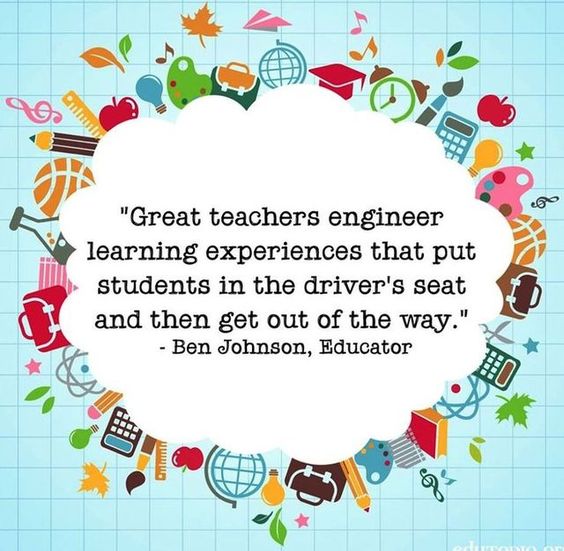 "Great teachers engineer
learning experiences that put
students in the driver's seat
and then get out of the way."
- Ben Johnson, Educator